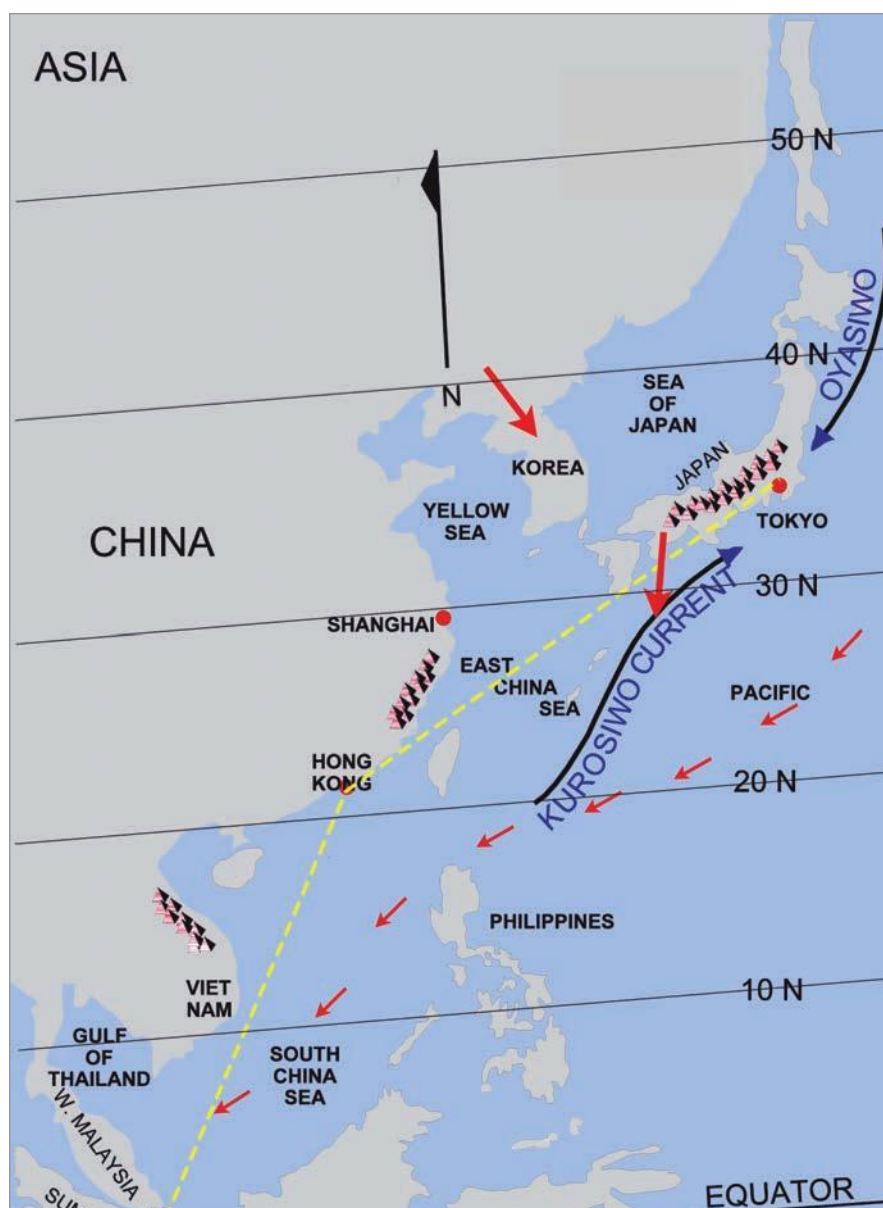 ASIA
50 N
OYASIWO
40 N
N
SEA
OF
JAPAN
KOREA
JAPAN
YELLOW
SEA
TOKYO
CHINA
30 N
SHANGHAI
EAST
CHINA
SEA
KUROSIWO CURRENT
PACIFIC
HONG
KONG
20 N
PHILIPPINES
VIET
NAM
10 N
GULF
OF
THAILAND
SOUTH
CHINA
SEA
W. MALAYSIA
EQUATOR